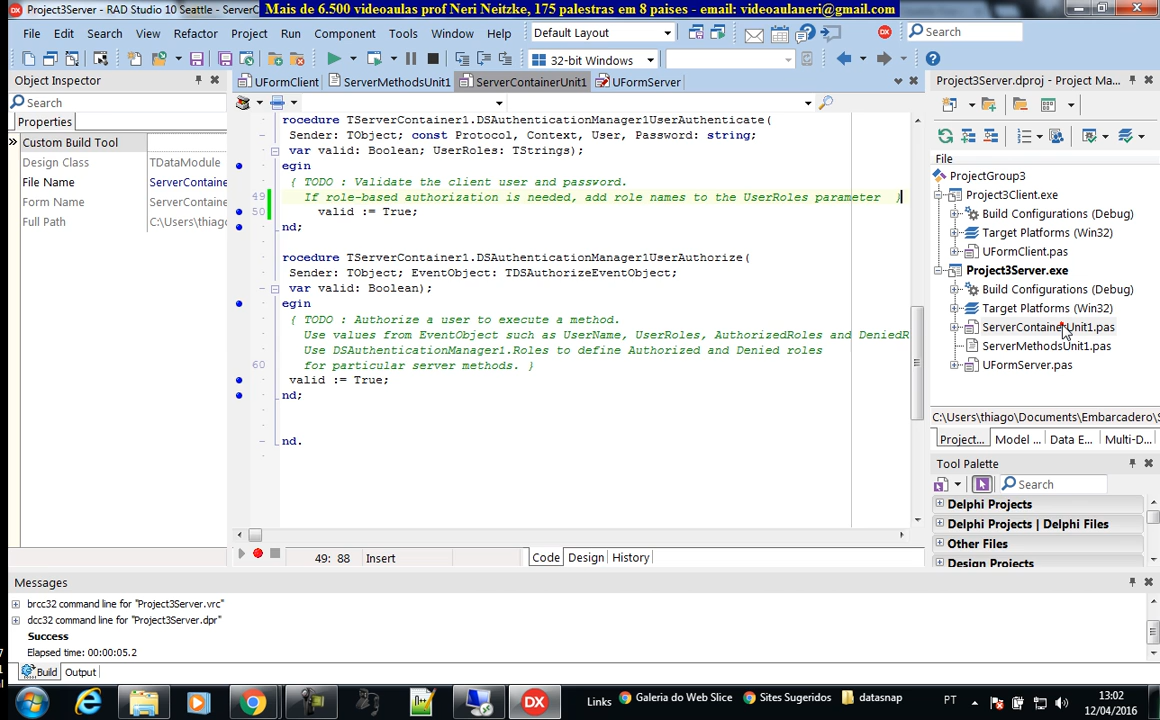 Project3Server - RAD Studio 10 Seattle - ServerC
Mais de 6.500 videoaulas prof Neri Neitzke, 175 palestras em 8 paises - email: videoaulaneri@gmail.com
File Edit Search View Refactor Project Run Component Tools Window Help
Default Layout
Search
32-bit Windows
Object Inspector
UFormClient
ServerMethodsUnit1
ServerContainerUnit1
UFormServer
Project3Server.dproj - Project Ma...
Search
Properties
Custom Build Tool
Design Class TDataModule
File Name ServerContaine
Form Name ServerContaine
Full Path C:\Users\thiago
rocedure TServerContainer1.DSAuthenticationManager1UserAuthenticate(
Sender: TObject; const Protocol, Context, User, Password: string;
var valid: Boolean; UserRoles: TStrings);
egin
{ TODO : Validate the client user and password.
49 If role-based authorization is needed, add role names to the UserRoles parameter }
50 valid := True;
nd;
rocedure TServerContainer1.DSAuthenticationManager1UserAuthorize(
Sender: TObject; EventObject: TDSAuthorizeEventObject;
var valid: Boolean);
egin
{ TODO : Authorize a user to execute a method.
Use values from EventObject such as UserName, UserRoles, AuthorizedRoles and DeniedR
Use DSAuthenticationManager1.Roles to define Authorized and Denied roles
60 for particular server methods. }
valid := True;
nd;
nd.
49: 88 Insert
Code Design History
File
ProjectGroup3
Project3Client.exe
Build Configurations (Debug)
Target Platforms (Win32)
UFormClient.pas
Project3Server.exe
Build Configurations (Debug)
Target Platforms (Win32)
ServerContainerUnit1.pas
ServerMethodsUnit1.pas
UFormServer.pas
C:\Users\thiago\Documents\Embarcadero\S
Project... Model ... Data E... Multi-D...
Tool Palette
Search
Delphi Projects
Delphi Projects | Delphi Files
Other Files
Design Projects
Messages
brcc32 command line for "Project3Server.vrc"
dcc32 command line for "Project3Server.dpr"
Success
Elapsed time: 00:00:05.2
Build Output
DX
Links
Galeria do Web Slice
Sites Sugeridos
datasnap
PT
13:02
12/04/2016